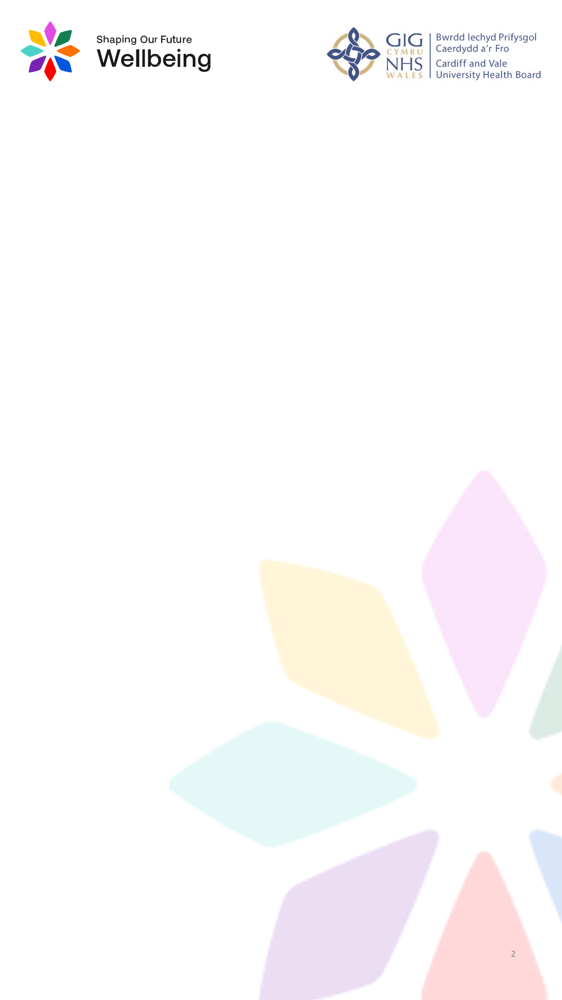 Shaping Our Future
Wellbeing
GIG
CYMRU
NHS
WALES
Bwrdd Iechyd Prifysgol
Caerdydd a'r Fro
Cardiff and Vale
University Health Board
2